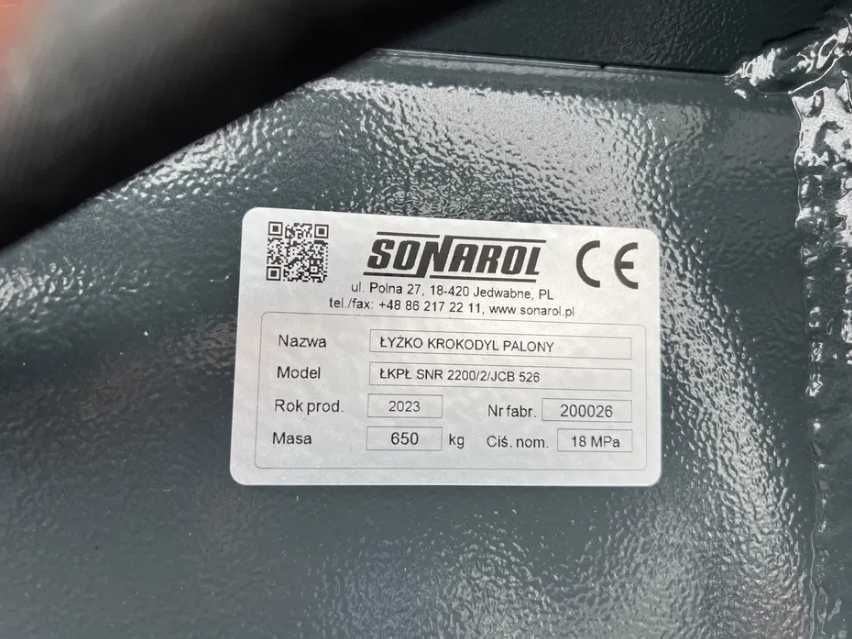 SONAROL
CE
ul. Polna 27, 18-420 Jedwabne, PL
tel./fax: +48 86 217 22 11, www.sonarol.pl
Nazwa ŁYŻKO KROKODYL PALONY
Model ŁKPŁ SNR 2200/2/JCB 526
Rok prod. 2023 Nr fabr. 200026
Masa 650 kg Ciś. nom. 18 MPa